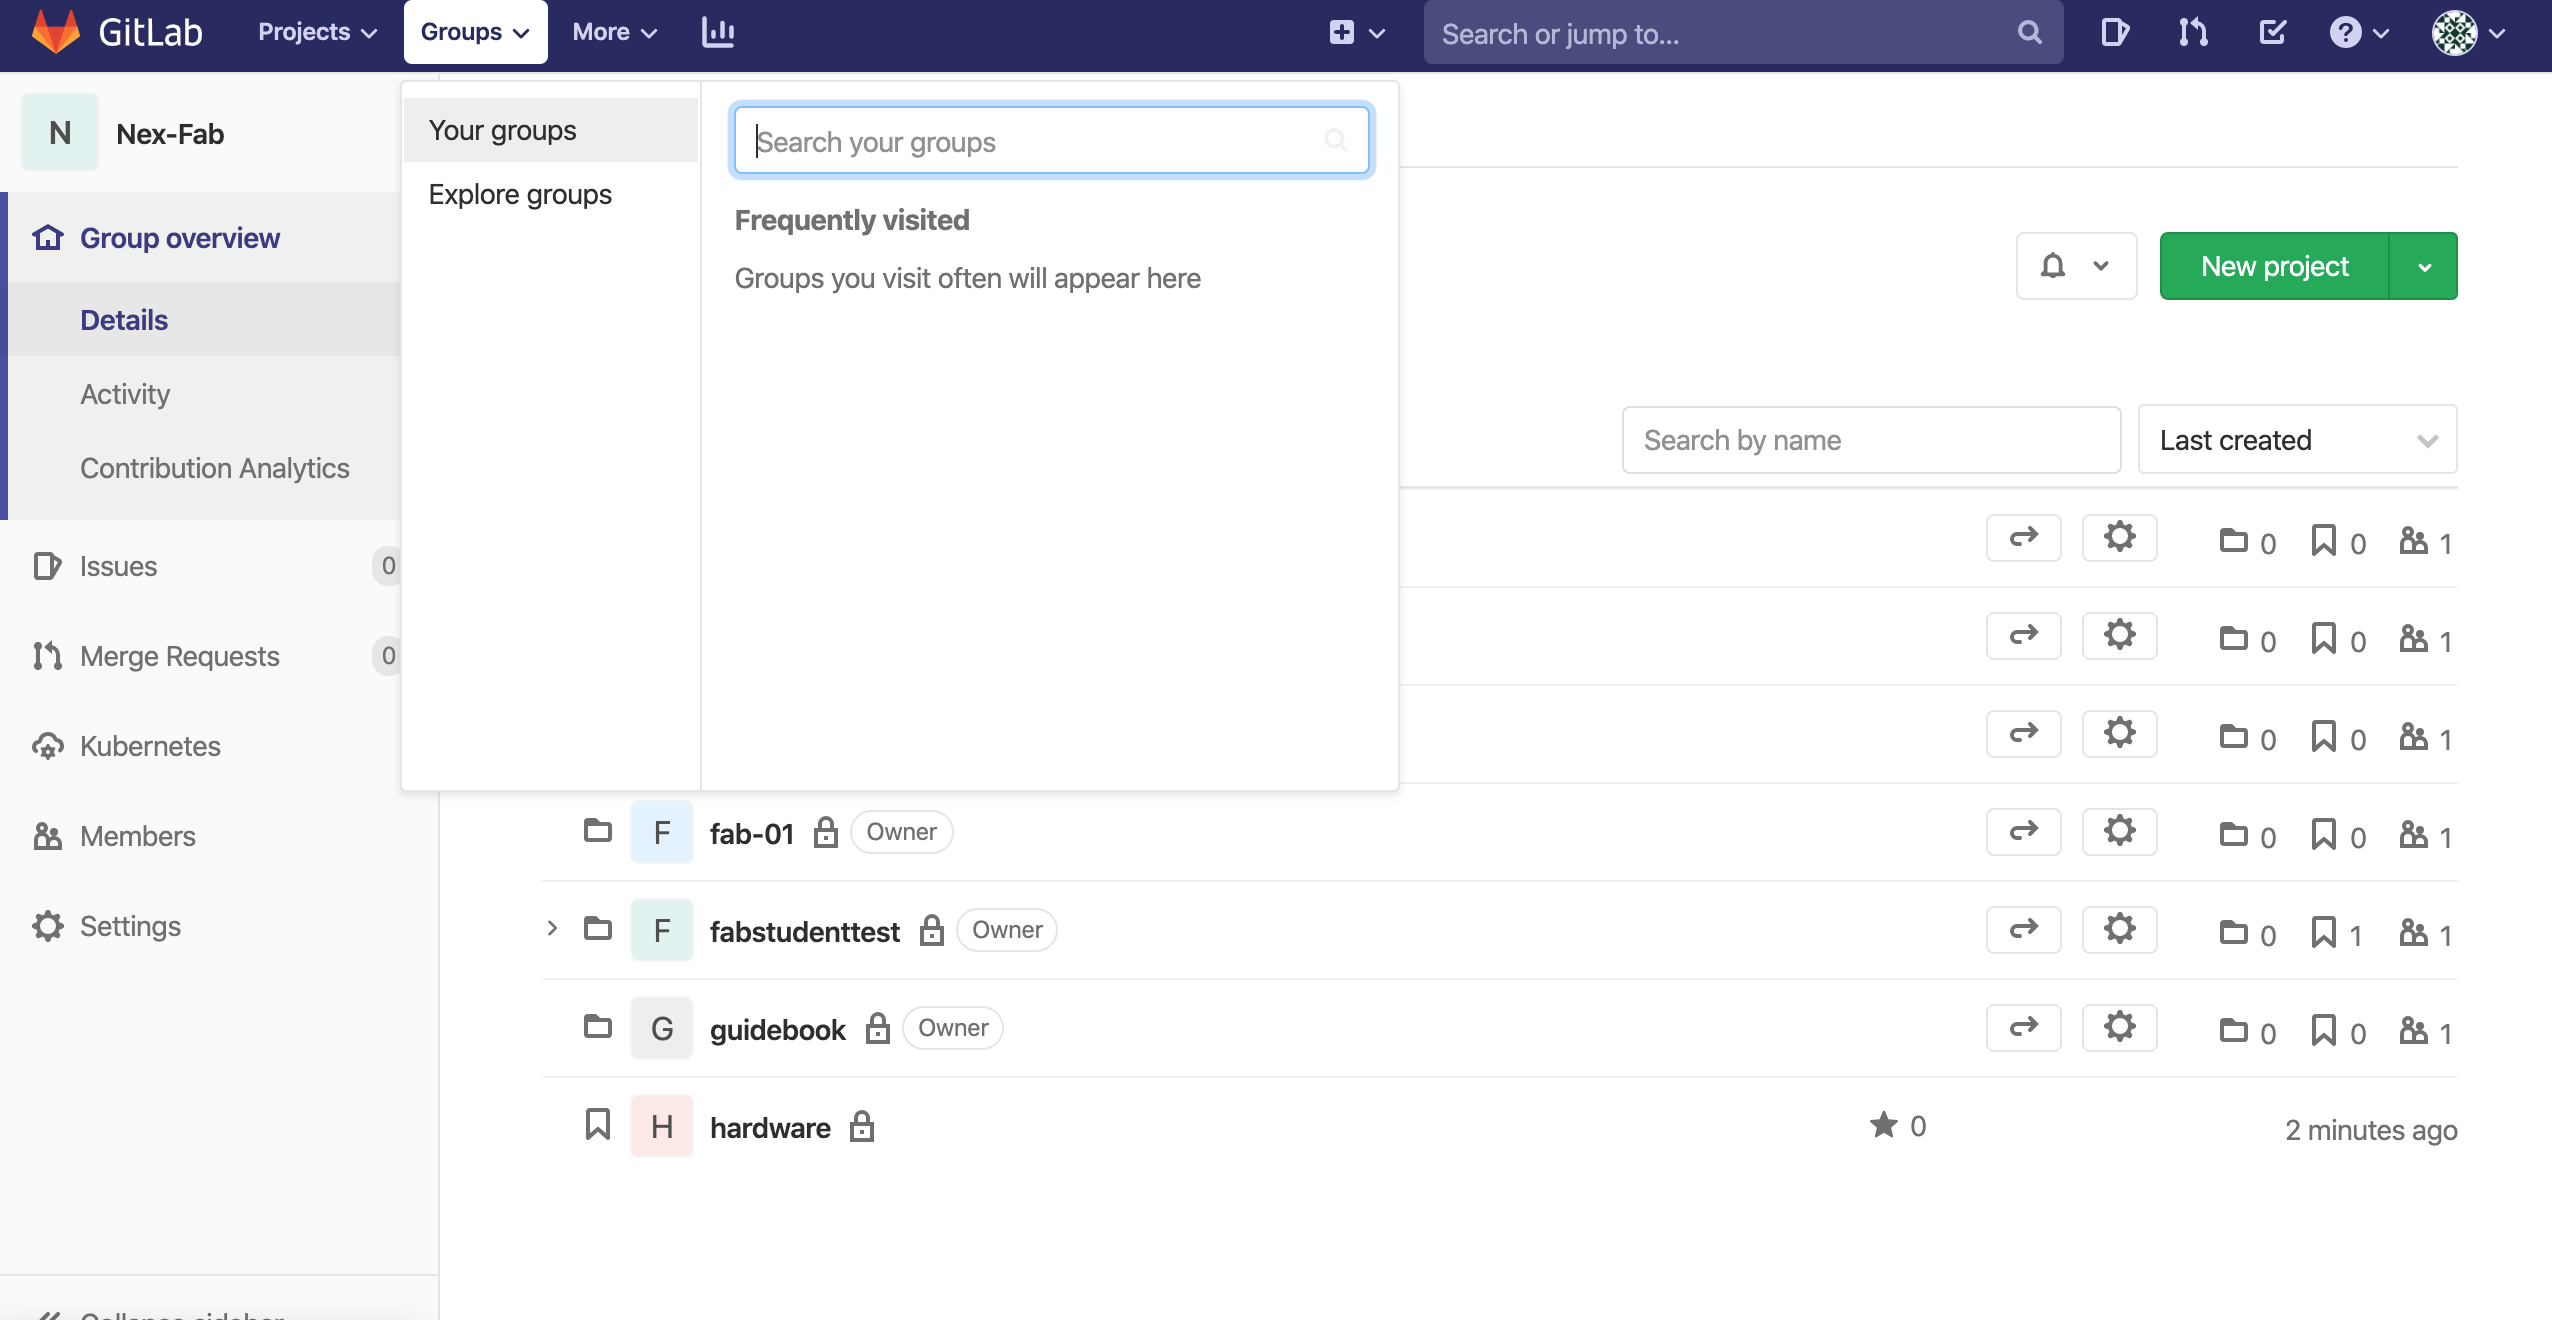 GitLab Projects Groups More Search or jump to...
N Nex-Fab
Group overview
Details
Activity
Contribution Analytics
Issues 0
Merge Requests 0
Kubernetes
Members
Settings
Collapse sidebar
Your groups
Explore groups
Search your groups
Frequently visited
Groups you visit often will appear here
New project
Search by name Last created
0 0 1
0 0 1
0 0 1
F fab-01 Owner 0 0 1
F fabstudenttest Owner 0 1 1
G guidebook Owner 0 0 1
H hardware 0 2 minutes ago